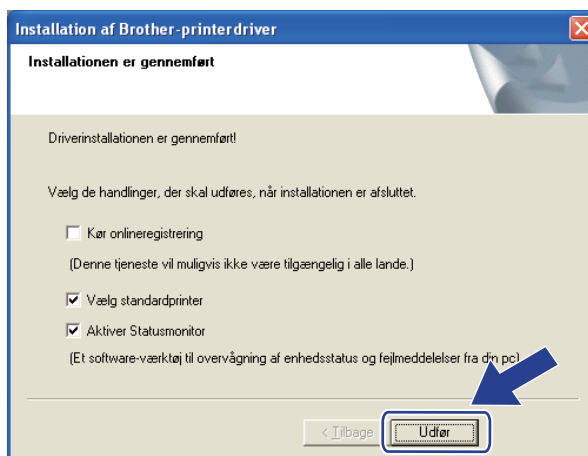 Installation af Brother-printerdriver
Installationen er gennemført
Driverinstallationen er gennemført!
Vælg de handlinger, der skal udføres, når installationen er afsluttet.
Kør onlineregistrering
(Denne tjeneste vil muligvis ikke være tilgængelig i alle lande.)
Vælg standardprinter
Aktiver Statusmonitor
(Et software-værktøj til overvågning af enhedsstatus og fejlmeddelelser fra din pc)
< Tilbage Udfør